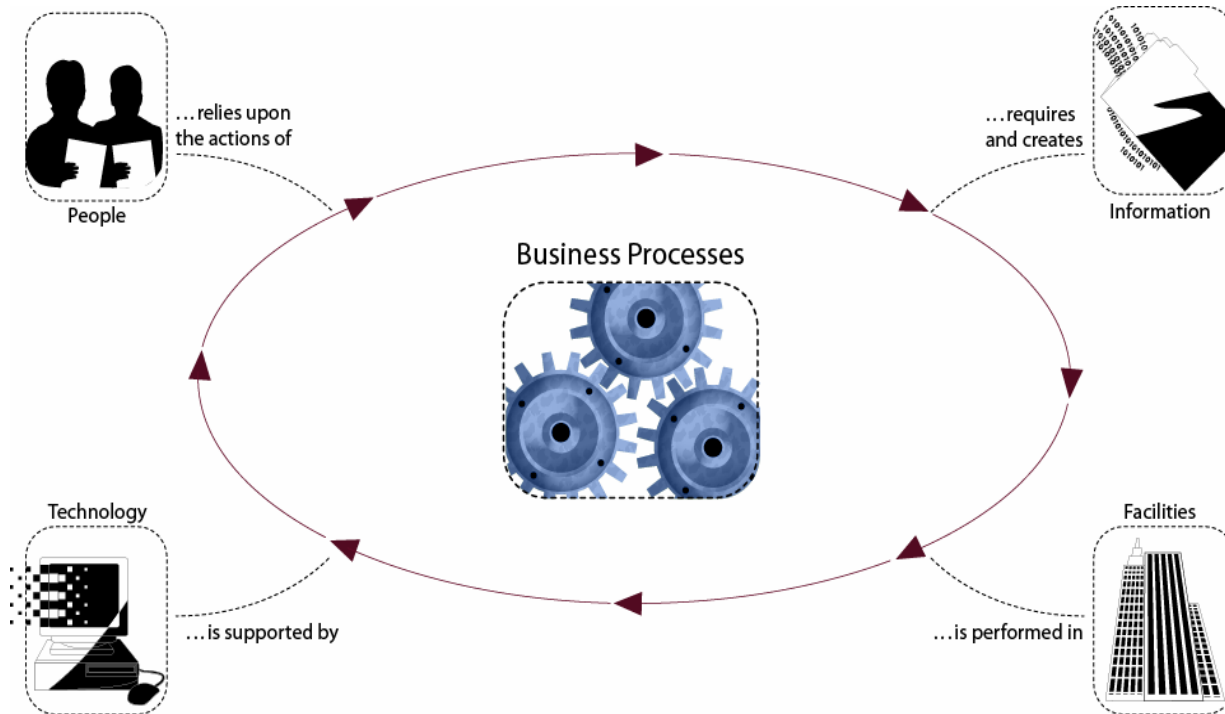 …relies upon
the actions of
People
…requires
and creates
Information
Business Processes
Technology
…is supported by
Facilities
…is performed in